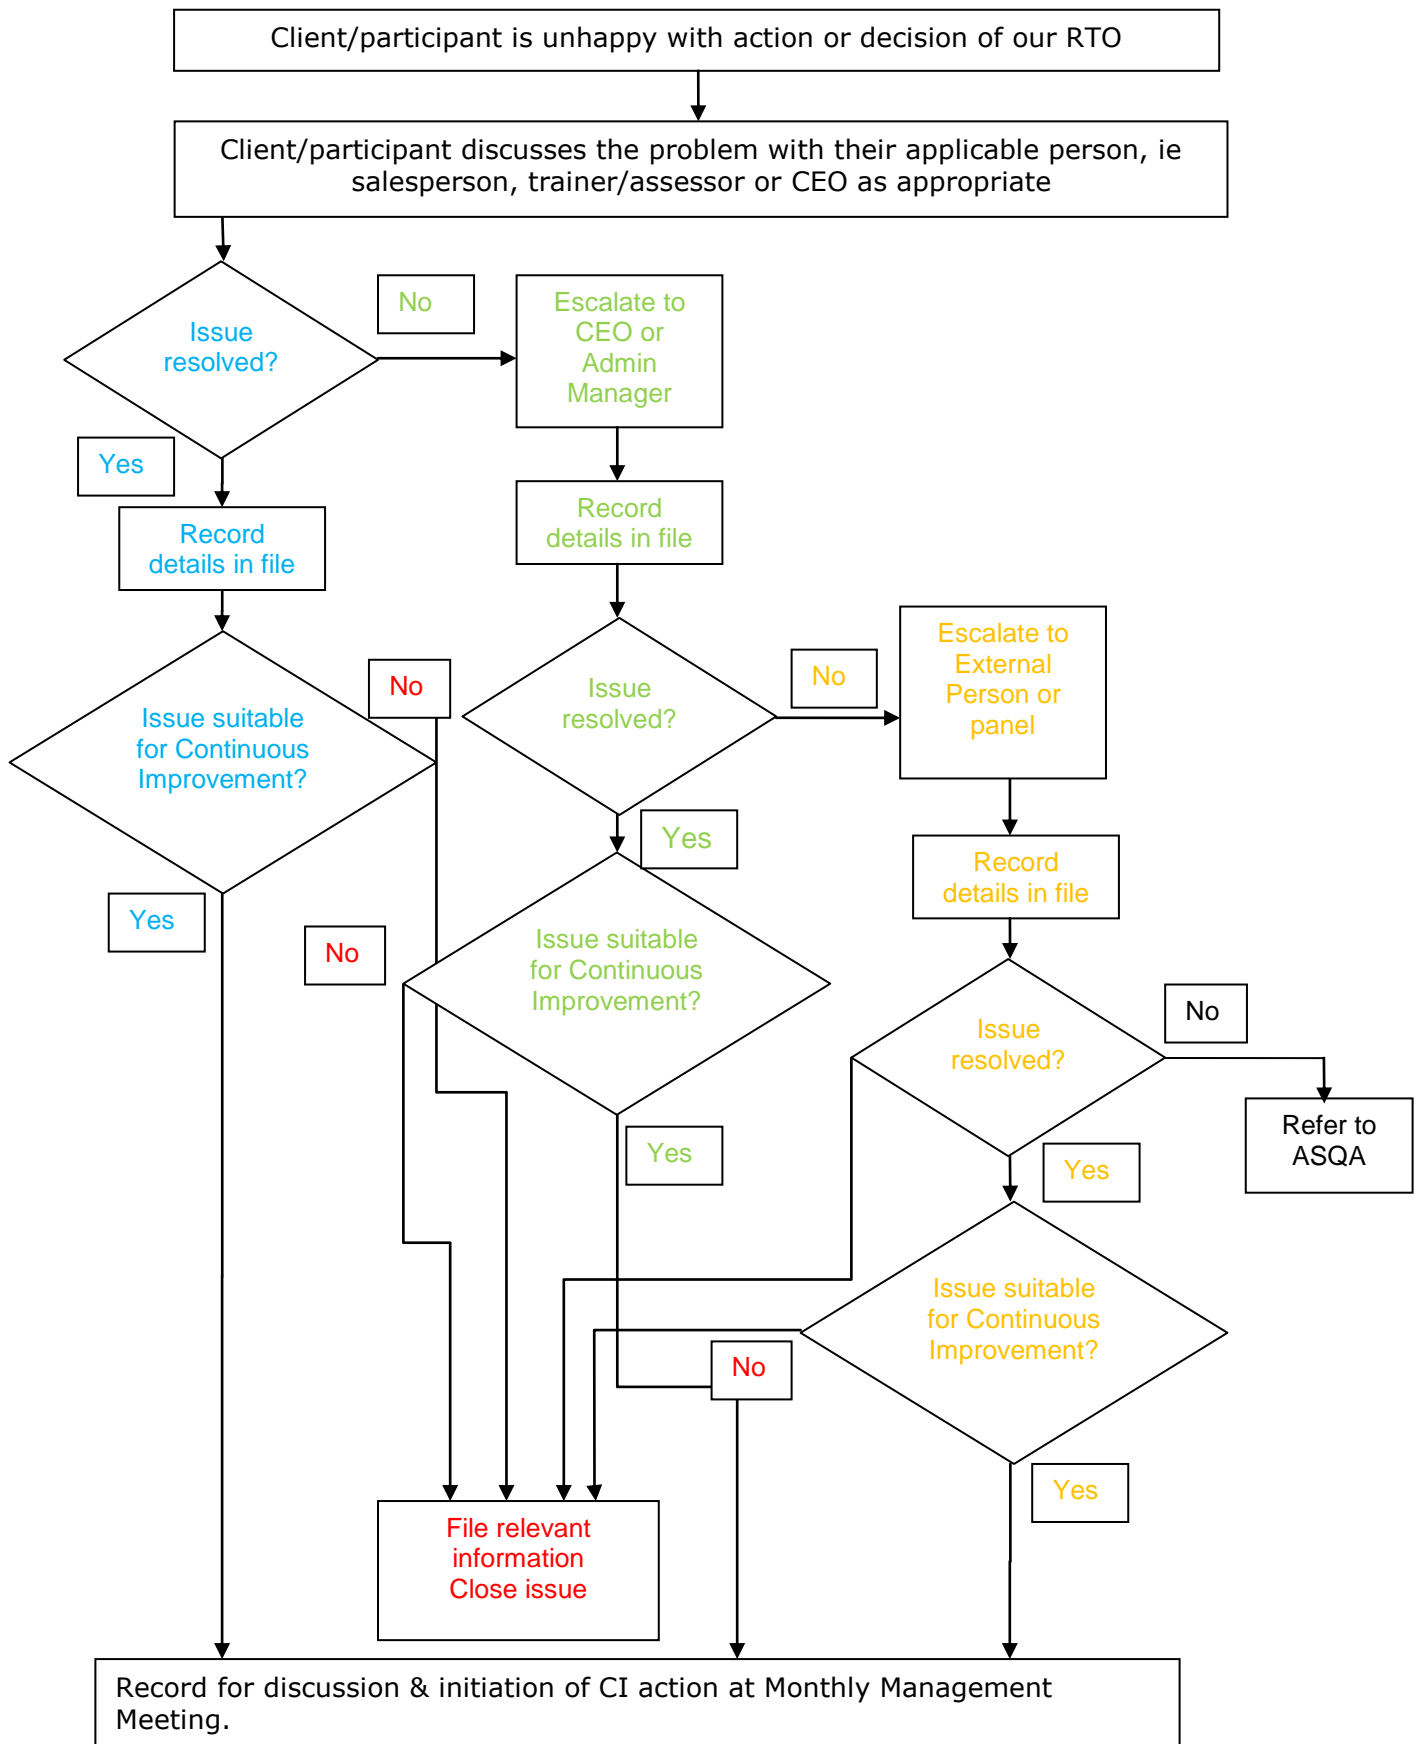 Client/participant is unhappy with action or decision of our RTO
Client/participant discusses the problem with their applicable person, ie
salesperson, trainer/assessor or CEO as appropriate
Issue
resolved?
No
Escalate to
CEO or
Admin
Manager
Yes
Record
details in file
Record
details in file
Issue suitable
for Continuous
Improvement?
No
Issue
resolved?
No
Escalate to
External
Person or
panel
Yes
Record
details in file
Yes
No
Issue suitable
for Continuous
Improvement?
Issue
resolved?
No
Refer to
ASQA
Yes
Yes
Issue suitable
for Continuous
Improvement?
No
Yes
File relevant
information
Close issue
Record for discussion & initiation of CI action at Monthly Management
Meeting.